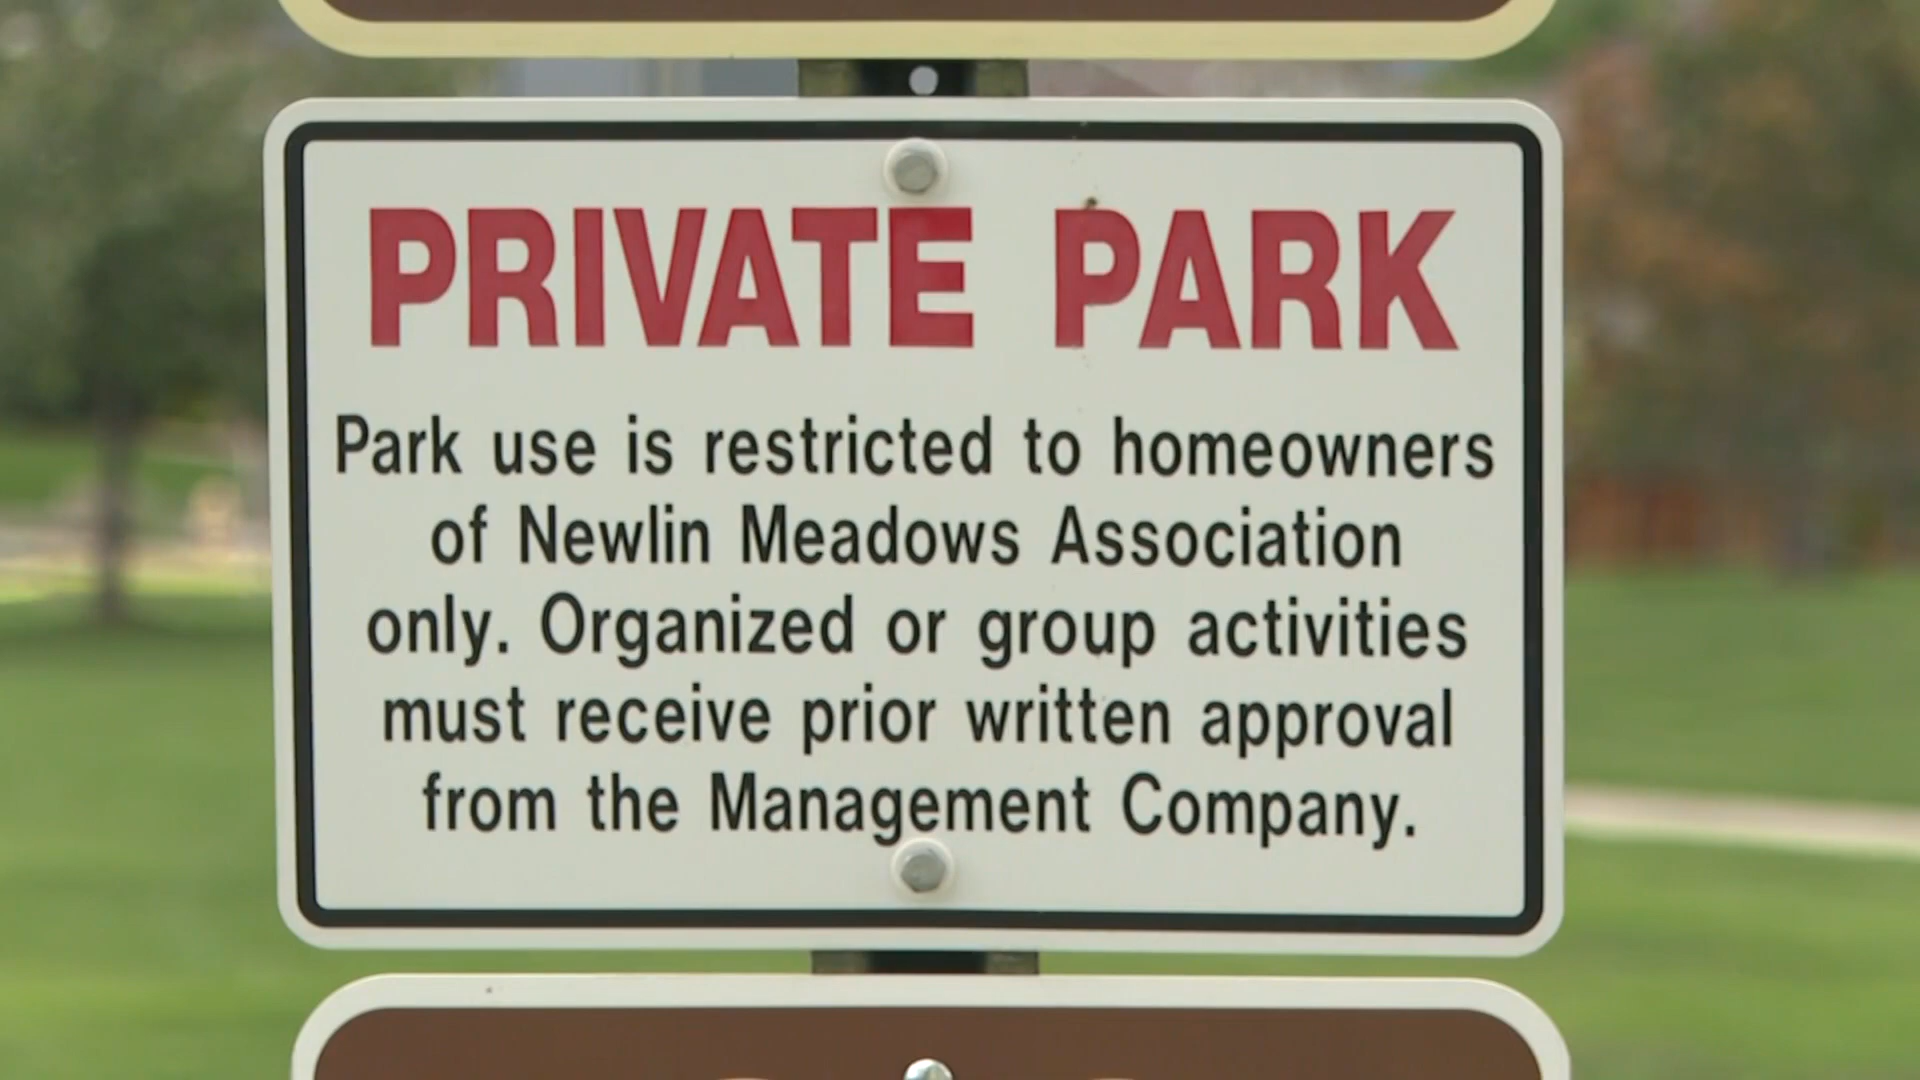 PRIVATE PARK
Park use is restricted to homeowners
of Newlin Meadows Association
only. Organized or group activities
must receive prior written approval
from the Management Company.